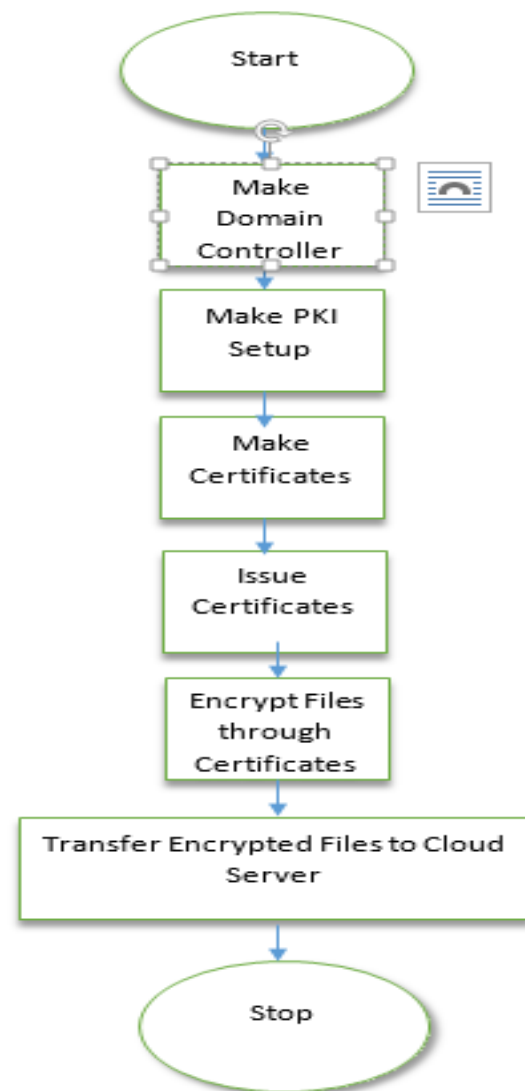 Start
Make
Domain
Controller
Make PKI
Setup
Make
Certificates
Issue
Certificates
Encrypt Files
through
Certificates
Transfer Encrypted Files to Cloud
Server
Stop